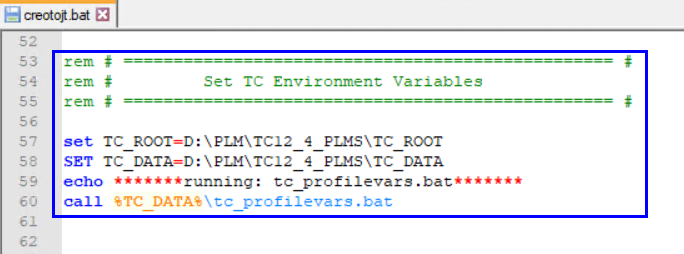 creotojt.bat
52
53 rem # ================================================= #
54 rem #         Set TC Environment Variables
55 rem # ================================================= #
56
57 set TC_ROOT=D:\PLM\TC12_4_PLMS\TC_ROOT
58 SET TC_DATA=D:\PLM\TC12_4_PLMS\TC_DATA
59 echo *******running: tc_profilevars.bat*******
60 call %TC_DATA%\tc_profilevars.bat
61
62